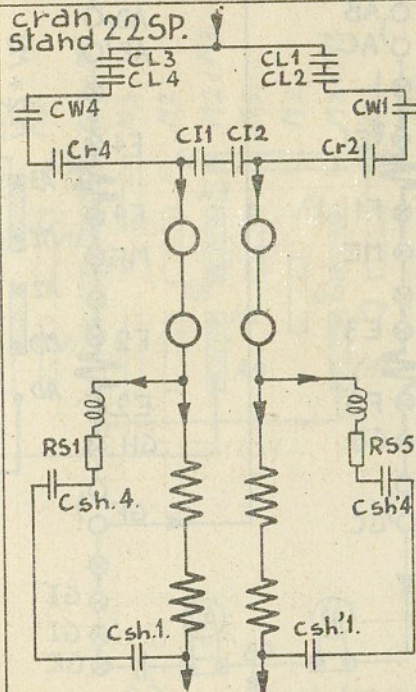 cran
stand 22SP.
CL3
CL4
CL1
CL2
CW4
CW1
Cr4
CI1
CI2
Cr2
RS1
RS5
Csh.4.
Csh'4
Csh.1.
Csh'.1.